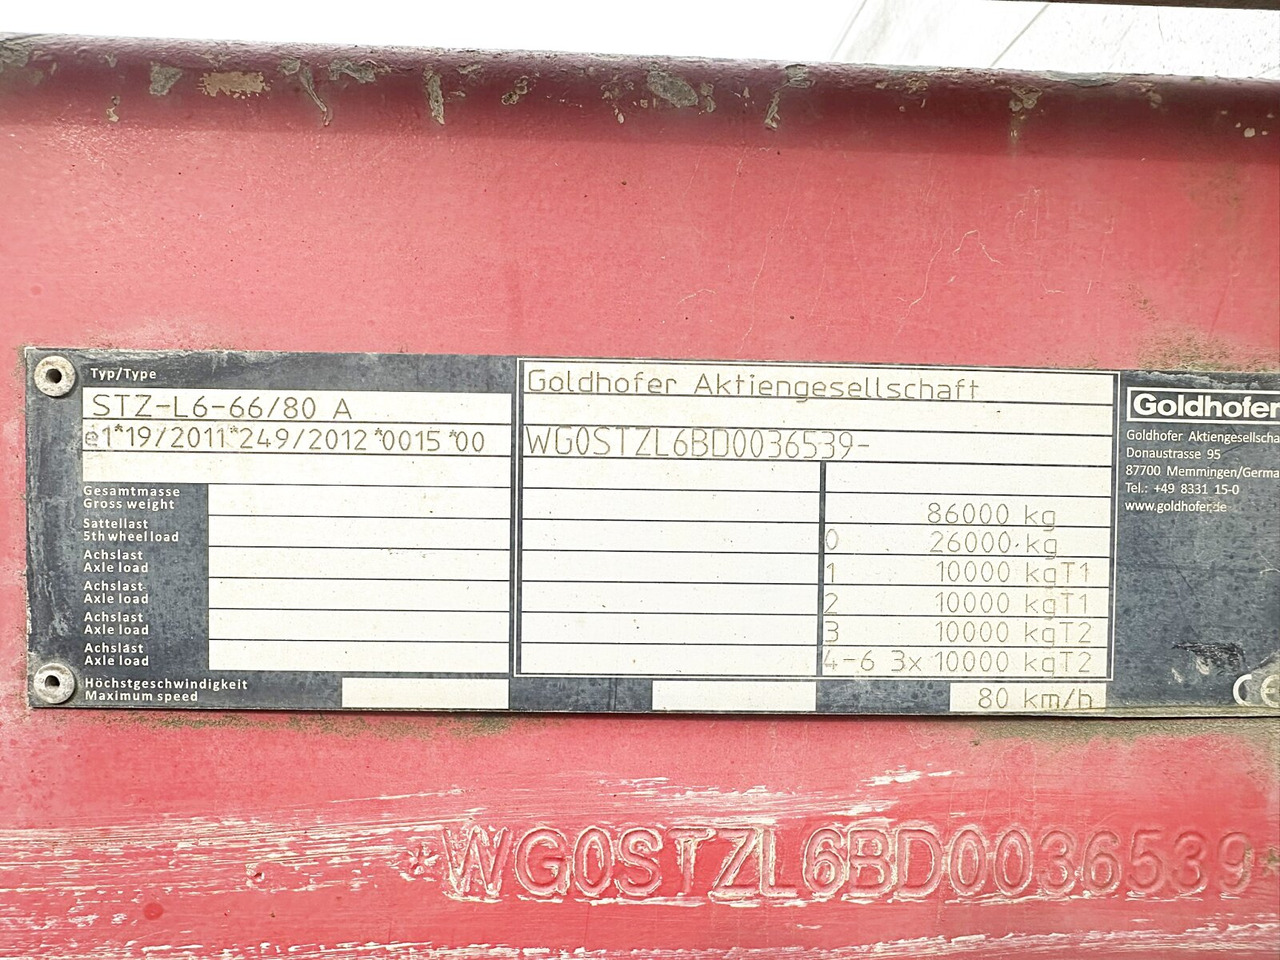 Typ/Type
STZ-L6-66/80 A
e1*19/2011*249/2012*0015*00
Gesamtmasse
Gross weight
Sattellast
5thwheelload
Achslast
Axle load
Achslast
Axle load
Achslast
Axle load
Achslast
Axle load
Höchstgeschwindigkeit
Maximum speed
Goldhofer Aktiengesellschaft
WG0STZL6BD0036539-
86000 kg
0 26000 kg
1 10000 kgT1
2 10000 kgT1
3 10000 kgT2
4-6 3x 10000 kgT2
80 km/h
Goldhofer
Goldhofer Aktiengesellscha
Donaustrasse 95
87700 Memmingen/Germa
Tel.: +49 8331 15-0
www.goldhofer.de
CE
*WG0STZL6BD0036539*